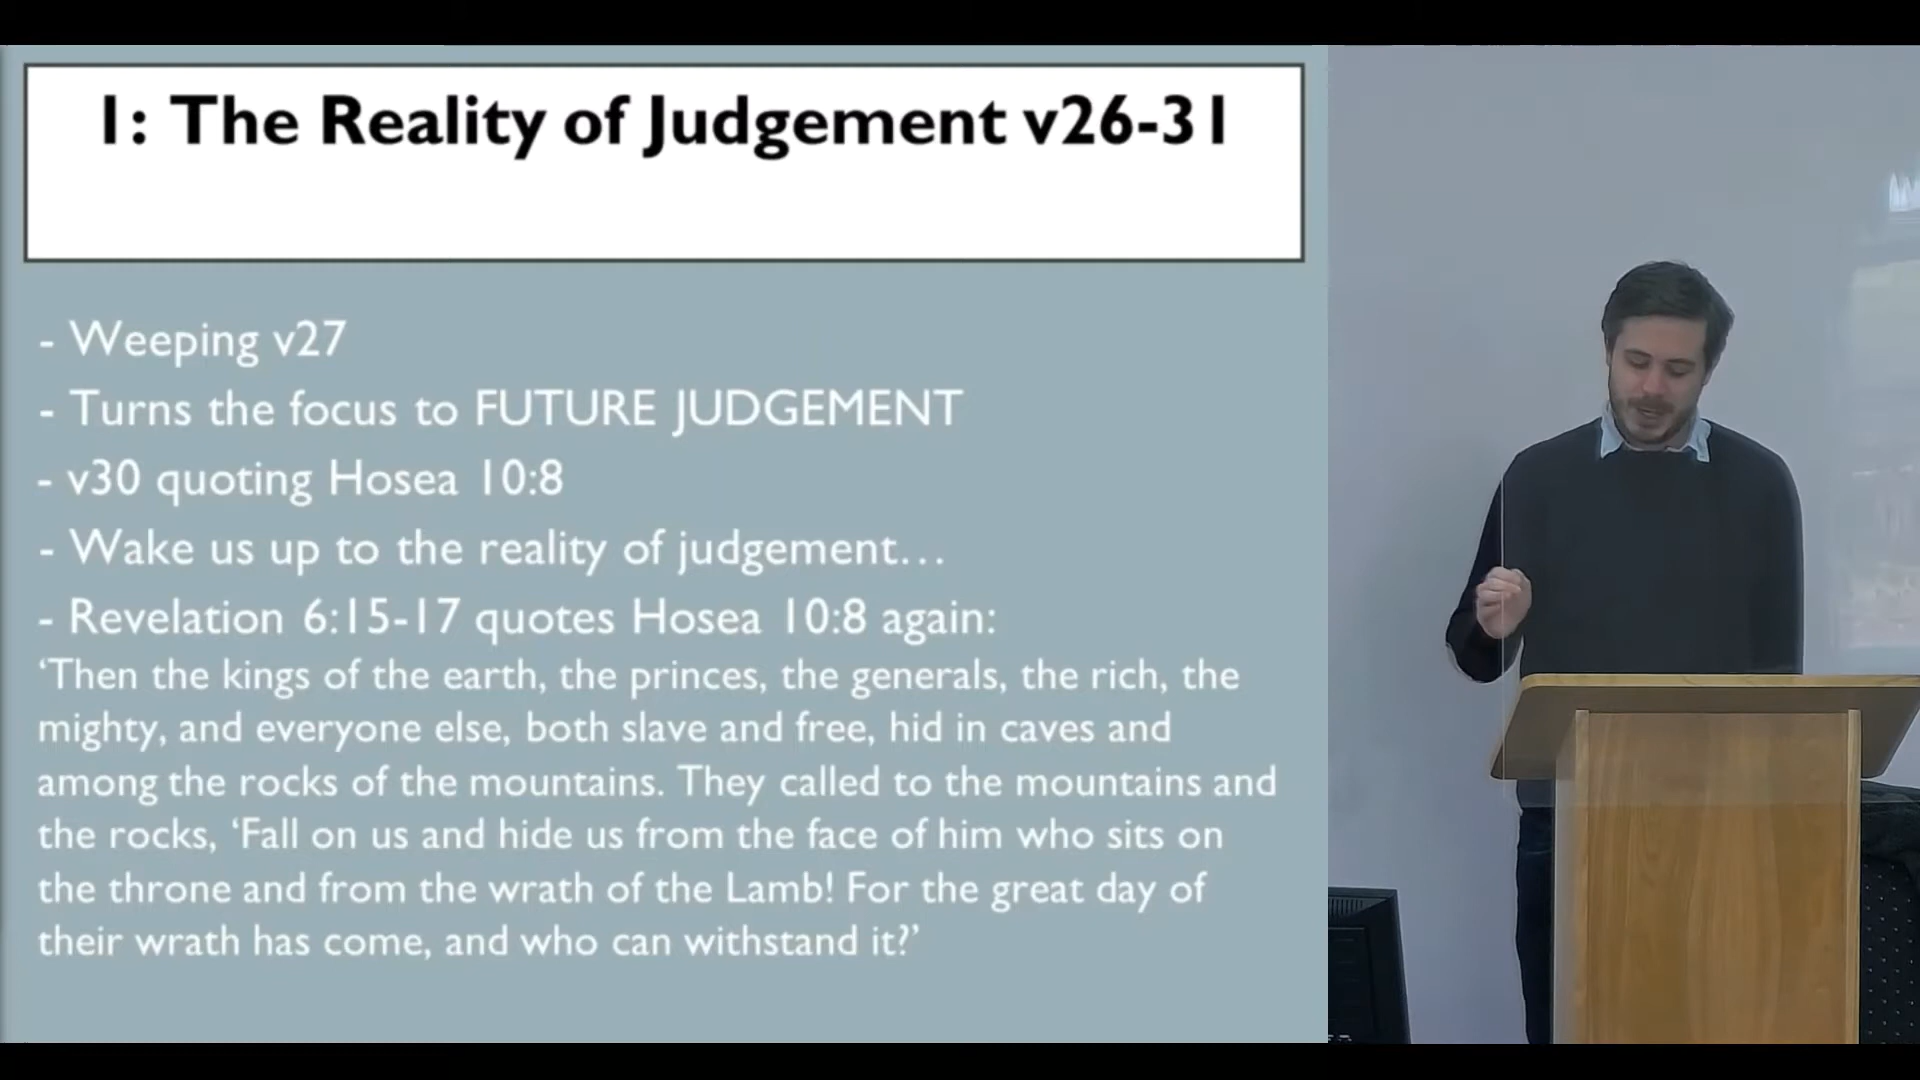 1: The Reality of Judgement v26-31
- Weeping v27
- Turns the focus to FUTURE JUDGEMENT
- v30 quoting Hosea 10:8
- Wake us up to the reality of judgement…
- Revelation 6:15-17 quotes Hosea 10:8 again:
‘Then the kings of the earth, the princes, the generals, the rich, the
mighty, and everyone else, both slave and free, hid in caves and
among the rocks of the mountains. They called to the mountains and
the rocks, ‘Fall on us and hide us from the face of him who sits on
the throne and from the wrath of the Lamb! For the great day of
their wrath has come, and who can withstand it?’